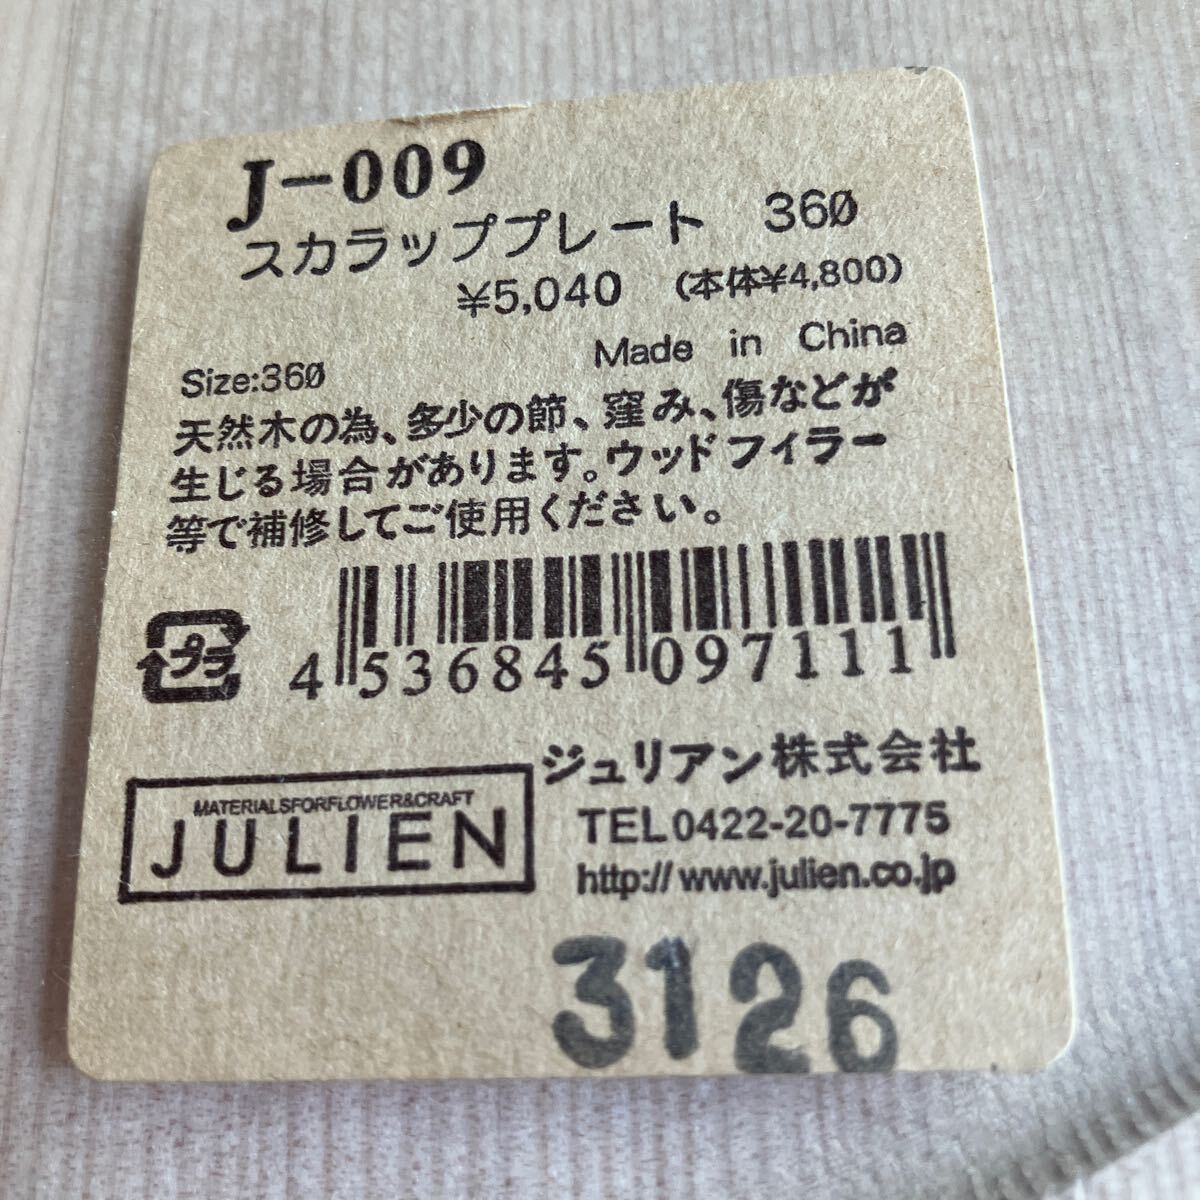 J-009
スカラッププレート 360
¥5,040 (本体¥4,800)
Made in China
Size:360
天然木の為、多少の節、窪み、傷などが
生じる場合があります。ウッドフィラー
等で補修してご使用ください。
プラ
4 536845 097111
ジュリアン株式会社
MATERIALSFORFLOWER&CRAFT
JULIEN
TEL0422-20-7775
http://www.julien.co.jp
3126